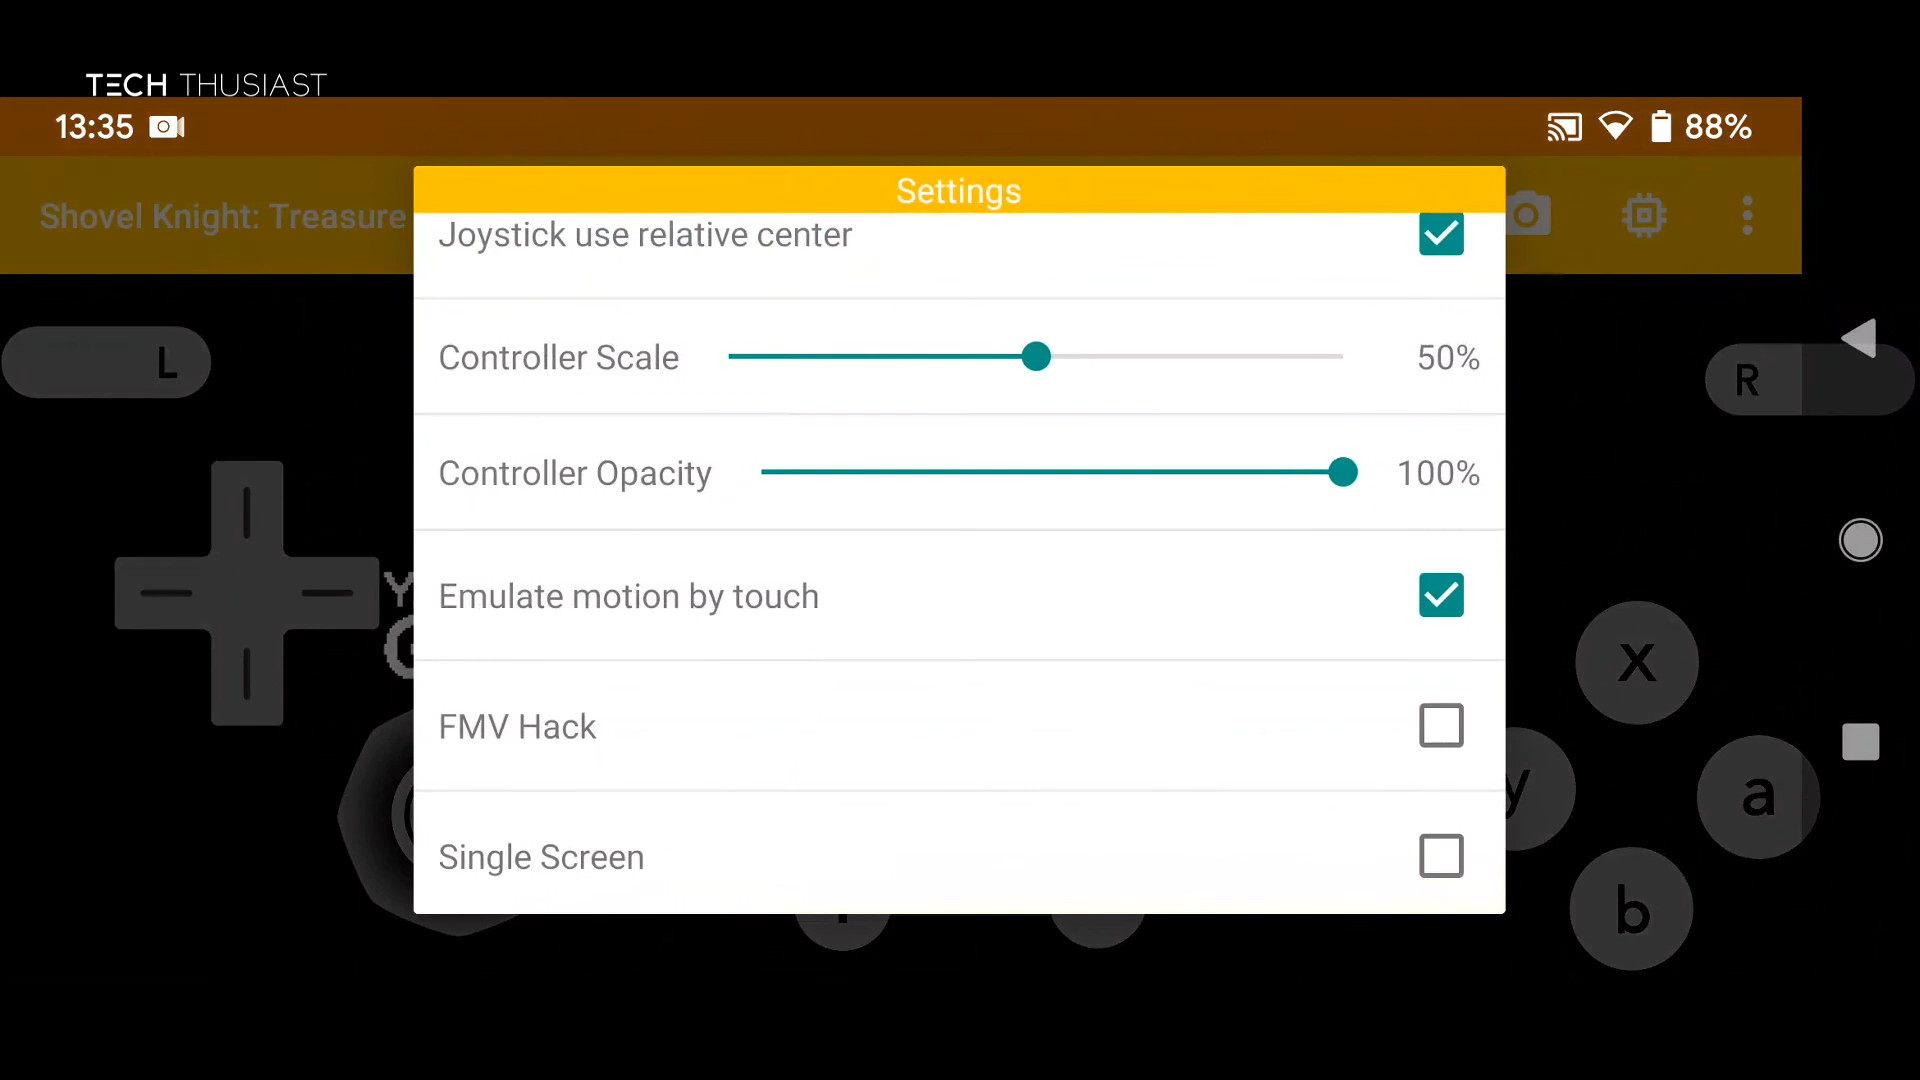 TECH THUSIAST
13:35 88%
Settings
Shovel Knight: Treasure
Joystick use relative center
Controller Scale 50%
L
R
Controller Opacity 100%
Emulate motion by touch
x
FMV Hack
y
a
Single Screen
b